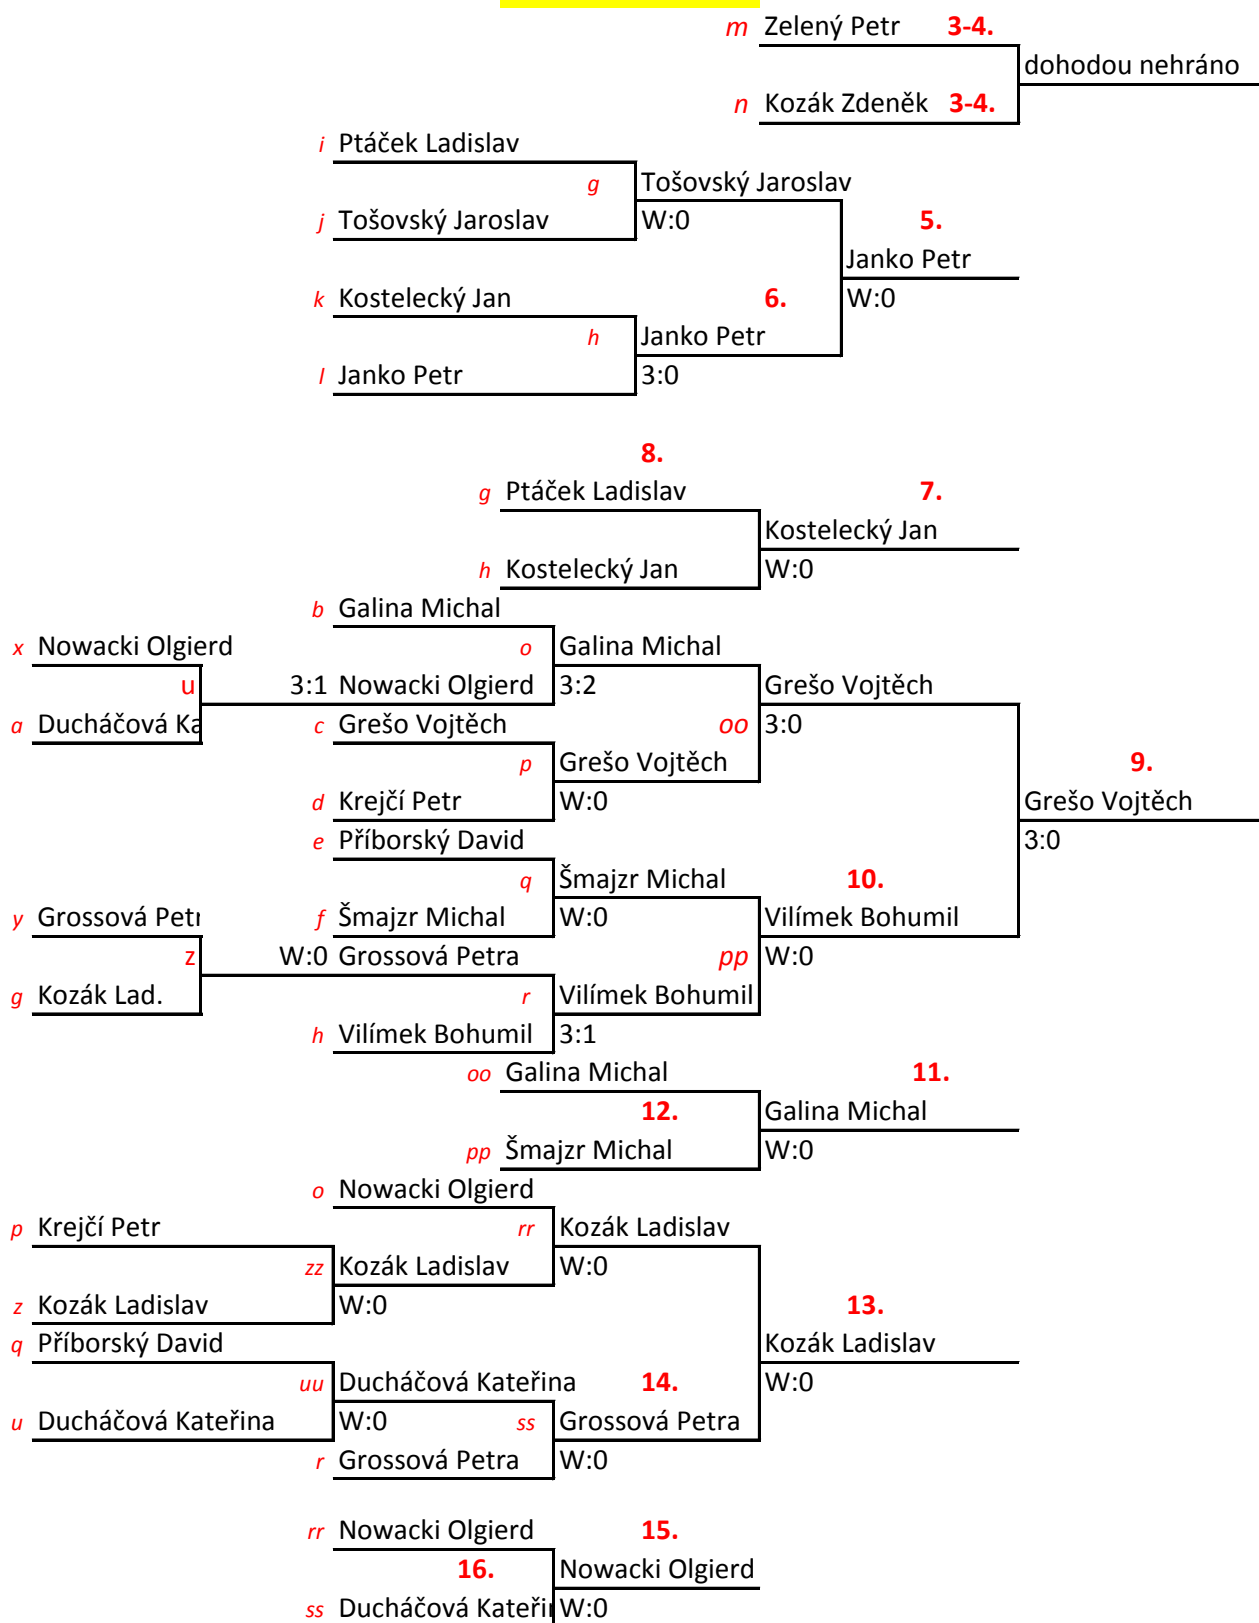 m Zelený Petr 3-4.
dohodou nehráno
n Kozák Zdeněk 3-4.
i Ptáček Ladislav
g Tošovský Jaroslav
j Tošovský Jaroslav W:0 5.
Janko Petr
k Kostelecký Jan 6. W:0
h Janko Petr
l Janko Petr 3:0
8.
g Ptáček Ladislav 7.
Kostelecký Jan
h Kostelecký Jan W:0
b Galina Michal
x Nowacki Olgierd o Galina Michal
u 3:1 Nowacki Olgierd 3:2 Grešo Vojtěch
a Ducháčová Ka c Grešo Vojtěch oo 3:0
p Grešo Vojtěch 9.
d Krejčí Petr W:0 Grešo Vojtěch
e Příborský David 3:0
q Šmajzr Michal 10.
y Grossová Petr f Šmajzr Michal W:0 Vilímek Bohumil
z W:0 Grossová Petra pp W:0
g Kozák Lad. r Vilímek Bohumil
h Vilímek Bohumil 3:1
oo Galina Michal 11.
12. Galina Michal
pp Šmajzr Michal W:0
o Nowacki Olgierd
p Krejčí Petr rr Kozák Ladislav
zz Kozák Ladislav W:0
z Kozák Ladislav W:0 13.
q Příborský David Kozák Ladislav
uu Ducháčová Kateřina 14. W:0
u Ducháčová Kateřina W:0 ss Grossová Petra
r Grossová Petra W:0
rr Nowacki Olgierd 15.
16. Nowacki Olgierd
ss Ducháčová Kateři W:0